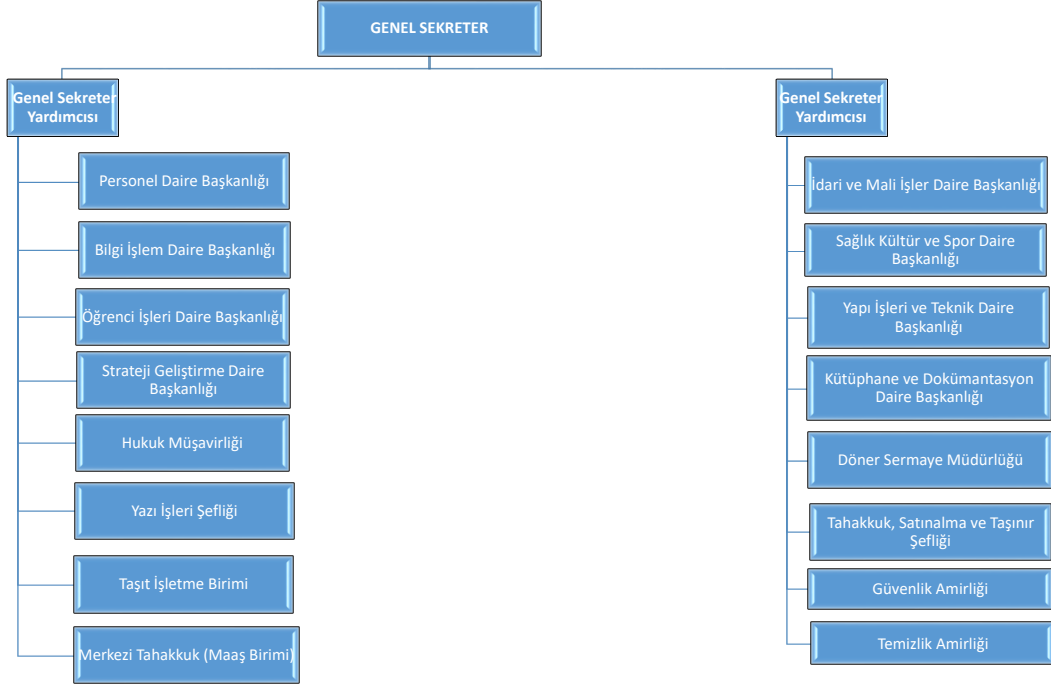 GENEL SEKRETER
Genel Sekreter
Yardımcısı
Personel Daire Başkanlığı
Bilgi İşlem Daire Başkanlığı
Öğrenci İşleri Daire Başkanlığı
Strateji Geliştirme Daire
Başkanlığı
Hukuk Müşavirliği
Yazı İşleri Şefliği
Taşıt İşletme Birimi
Merkezi Tahakkuk (Maaş Birimi)
Genel Sekreter
Yardımcısı
İdari ve Mali İşler Daire Başkanlığı
Sağlık Kültür ve Spor Daire
Başkanlığı
Yapı İşleri ve Teknik Daire
Başkanlığı
Kütüphane ve Dokümantasyon
Daire Başkanlığı
Döner Sermaye Müdürlüğü
Tahakkuk, Satınalma ve Taşınır
Şefliği
Güvenlik Amirliği
Temizlik Amirliği